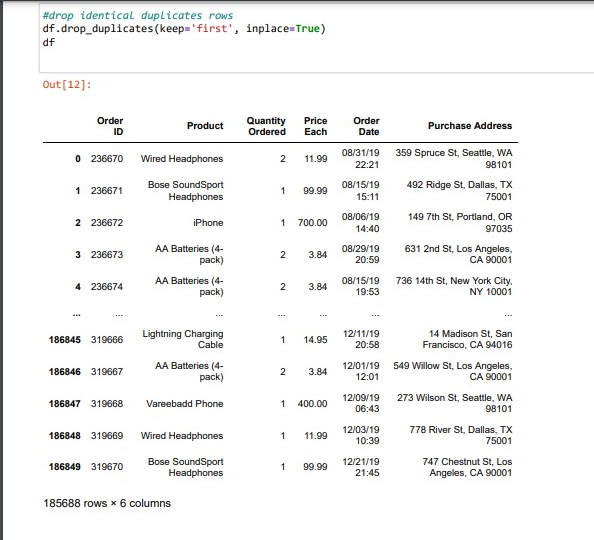 #drop identical duplicates rows
df.drop_duplicates(keep='first', inplace=True)
df
Out[12]:
Order ID Product Quantity Ordered Price Each Order Date Purchase Address
0 236670 Wired Headphones 2 11.99 08/31/19 22:21 359 Spruce St, Seattle, WA 98101
1 236671 Bose SoundSport Headphones 1 99.99 08/15/19 15:11 492 Ridge St, Dallas, TX 75001
2 236672 iPhone 1 700.00 08/06/19 14:40 149 7th St, Portland, OR 97035
3 236673 AA Batteries (4-pack) 2 3.84 08/29/19 20:59 631 2nd St, Los Angeles, CA 90001
4 236674 AA Batteries (4-pack) 2 3.84 08/15/19 19:53 736 14th St, New York City, NY 10001
... ... ... ... ... ... ...
186845 319666 Lightning Charging Cable 1 14.95 12/11/19 20:58 14 Madison St, San Francisco, CA 94016
186846 319667 AA Batteries (4-pack) 2 3.84 12/01/19 12:01 549 Willow St, Los Angeles, CA 90001
186847 319668 Vareebadd Phone 1 400.00 12/09/19 06:43 273 Wilson St, Seattle, WA 98101
186848 319669 Wired Headphones 1 11.99 12/03/19 10:39 778 River St, Dallas, TX 75001
186849 319670 Bose SoundSport Headphones 1 99.99 12/21/19 21:45 747 Chestnut St, Los Angeles, CA 90001
185688 rows × 6 columns